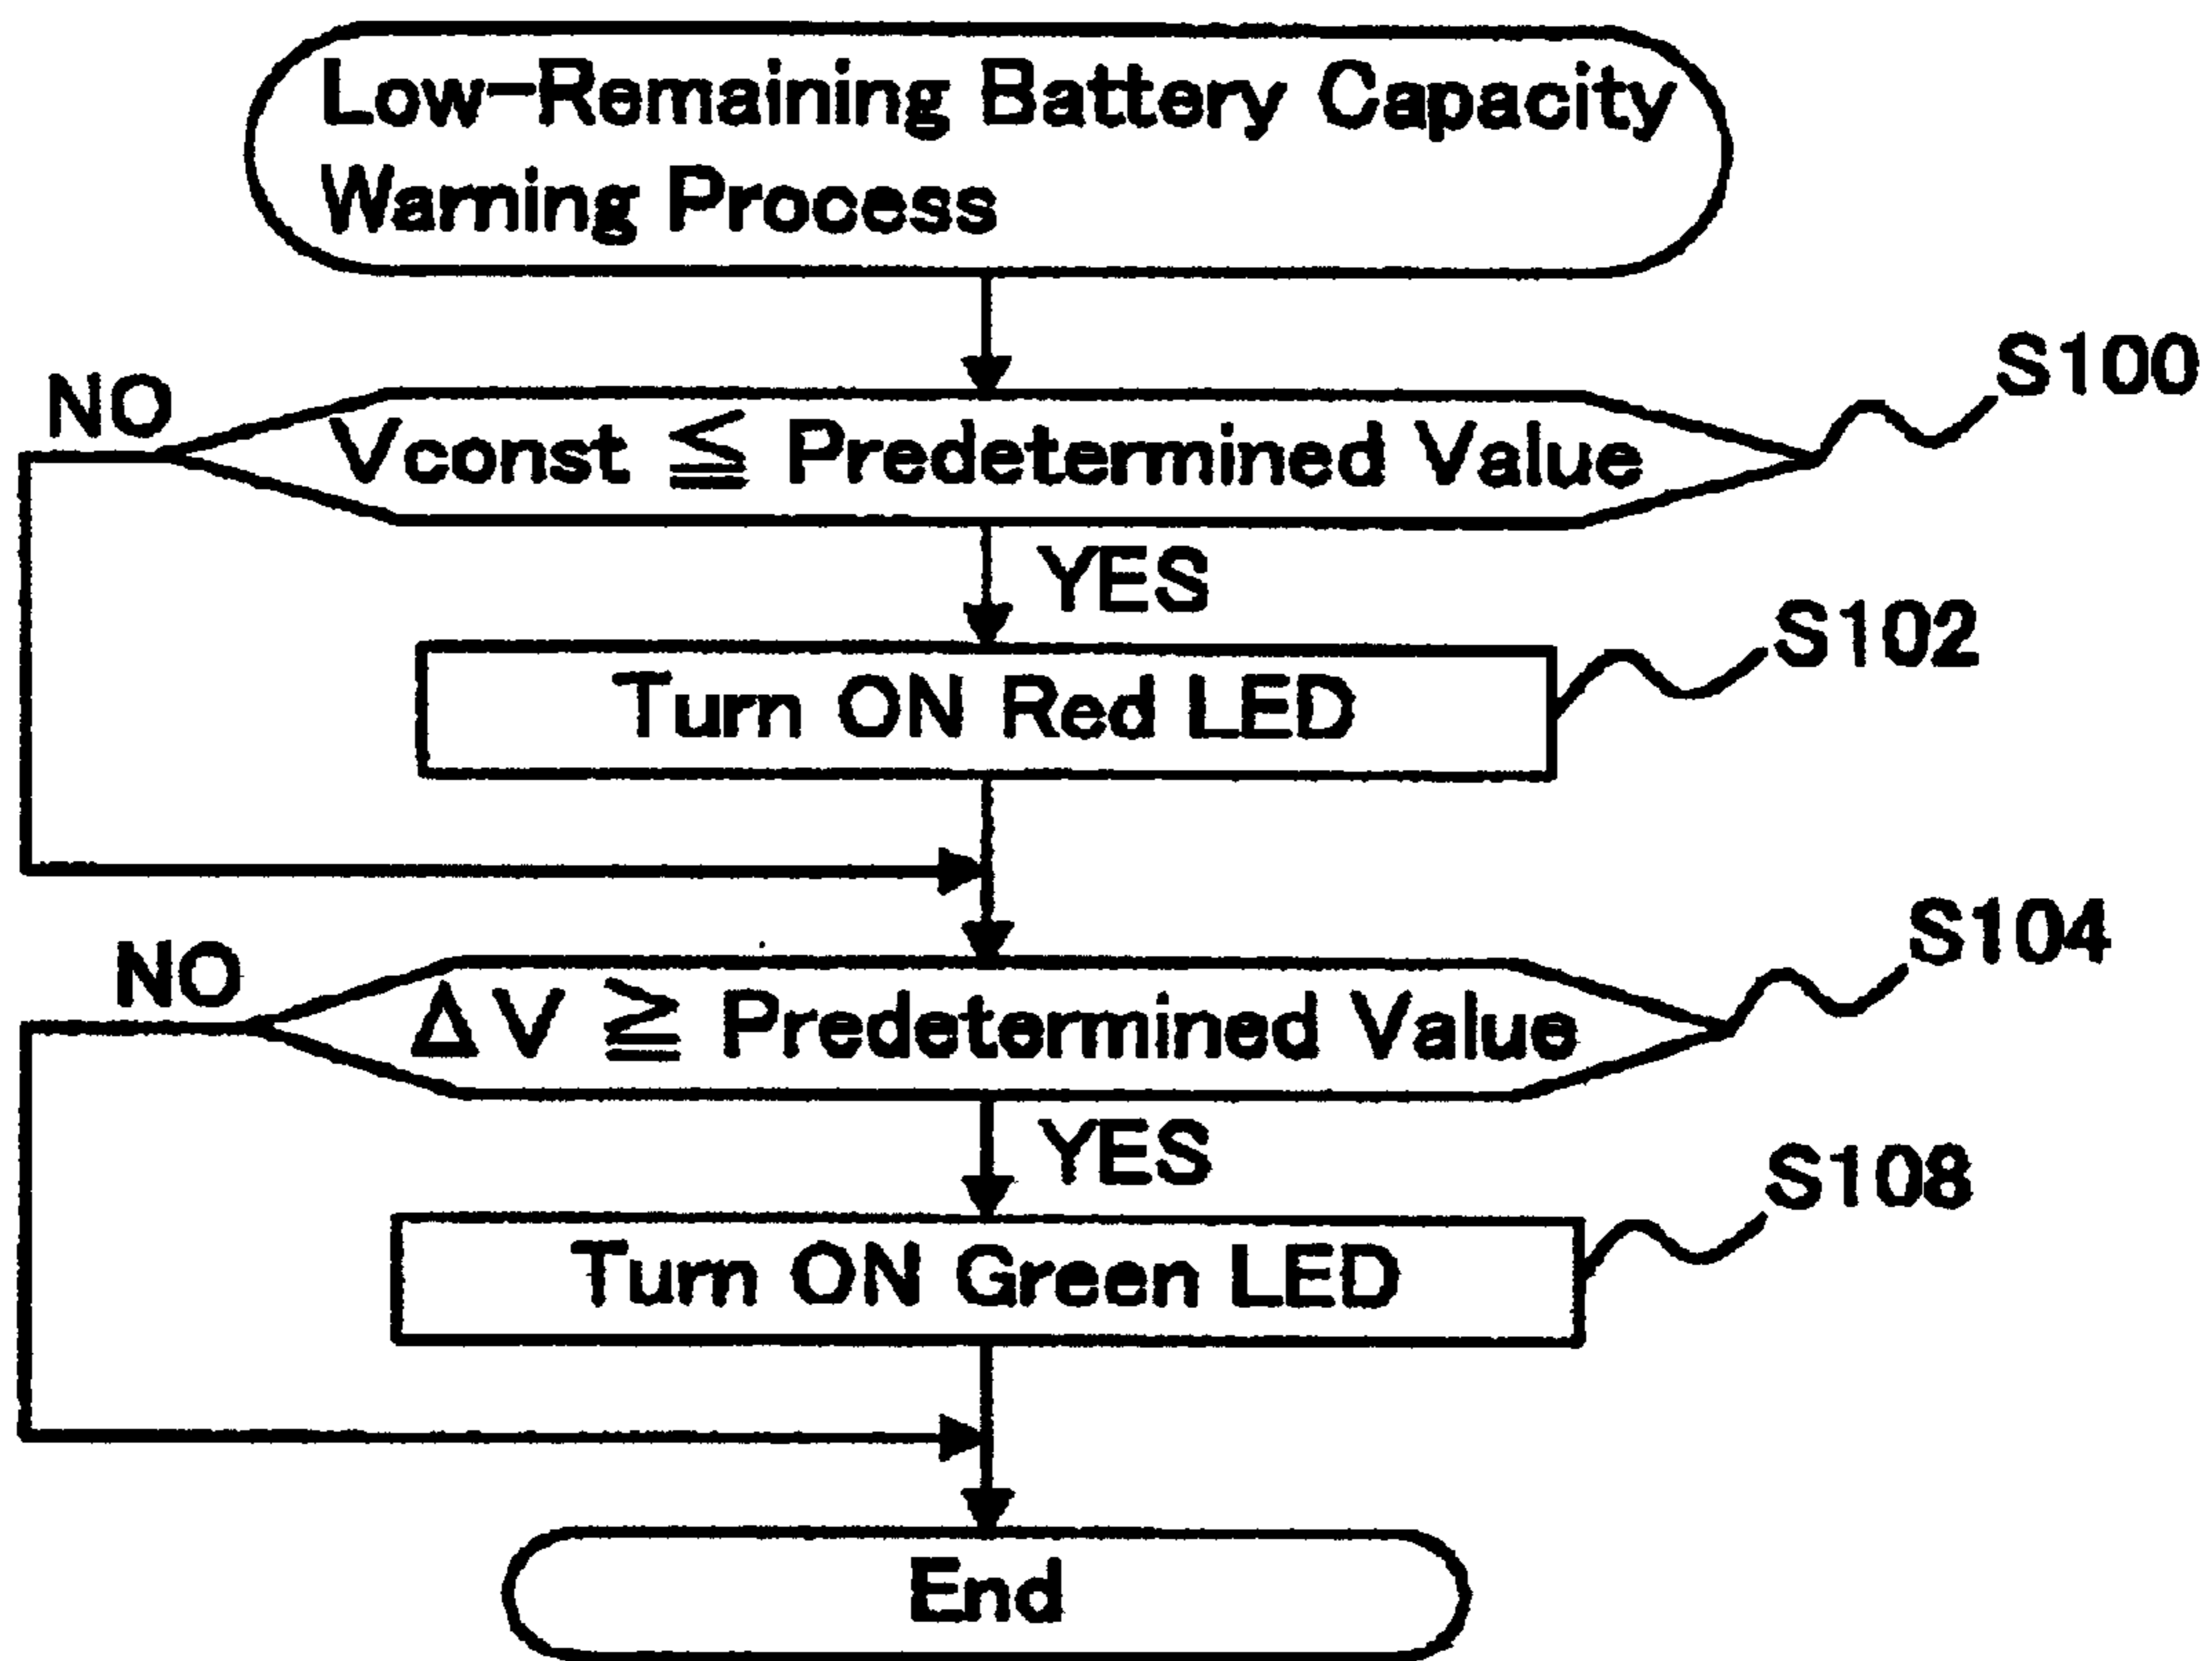 Low-Remaining Battery Capacity
Warning Process
S100
NO
Vconst ≦ Predetermined Value
YES
S102
Turn ON Red LED
S104
NO
Δ V ≧ Predetermined Value
YES
S108
Turn ON Green LED
End